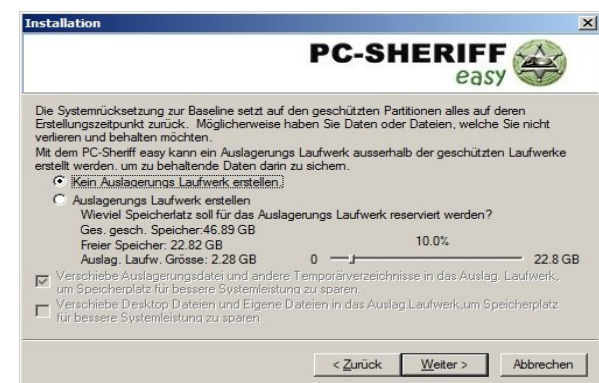 Installation
PC-SHERIFF
easy
Die Systemrücksetzung zur Baseline setzt auf den geschützten Partitionen alles auf deren
Erstellungszeitpunkt zurück. Möglicherweise haben Sie Daten oder Dateien, welche Sie nicht
verlieren und behalten möchten.
Mit dem PC-Sheriff easy kann ein Auslagerungs Laufwerk ausserhalb der geschützten Laufwerke
erstellt werden, um zu behaltende Daten darin zu sichern.
Kein Auslagerungs Laufwerk erstellen.
Auslagerungs Laufwerk erstellen
Wieviel Speicherlatz soll für das Auslagerungs Laufwerk reserviert werden?
Ges. gesch. Speicher:46.89 GB
Freier Speicher: 22.82 GB
10.0%
Auslag. Laufw. Grösse: 2.28 GB
0
22.8 GB
Verschiebe Auslagerungsdatei und andere Temporärverzeichnisse in das Auslag. Laufwerk,
um Speicherplatz für bessere Systemleistung zu sparen.
Verschiebe Desktop Dateien und Eigene Dateien in das Auslag.Laufwerk,um Speicherplatz
für bessere Systemleistung zu sparen.
< Zurück
Weiter >
Abbrechen